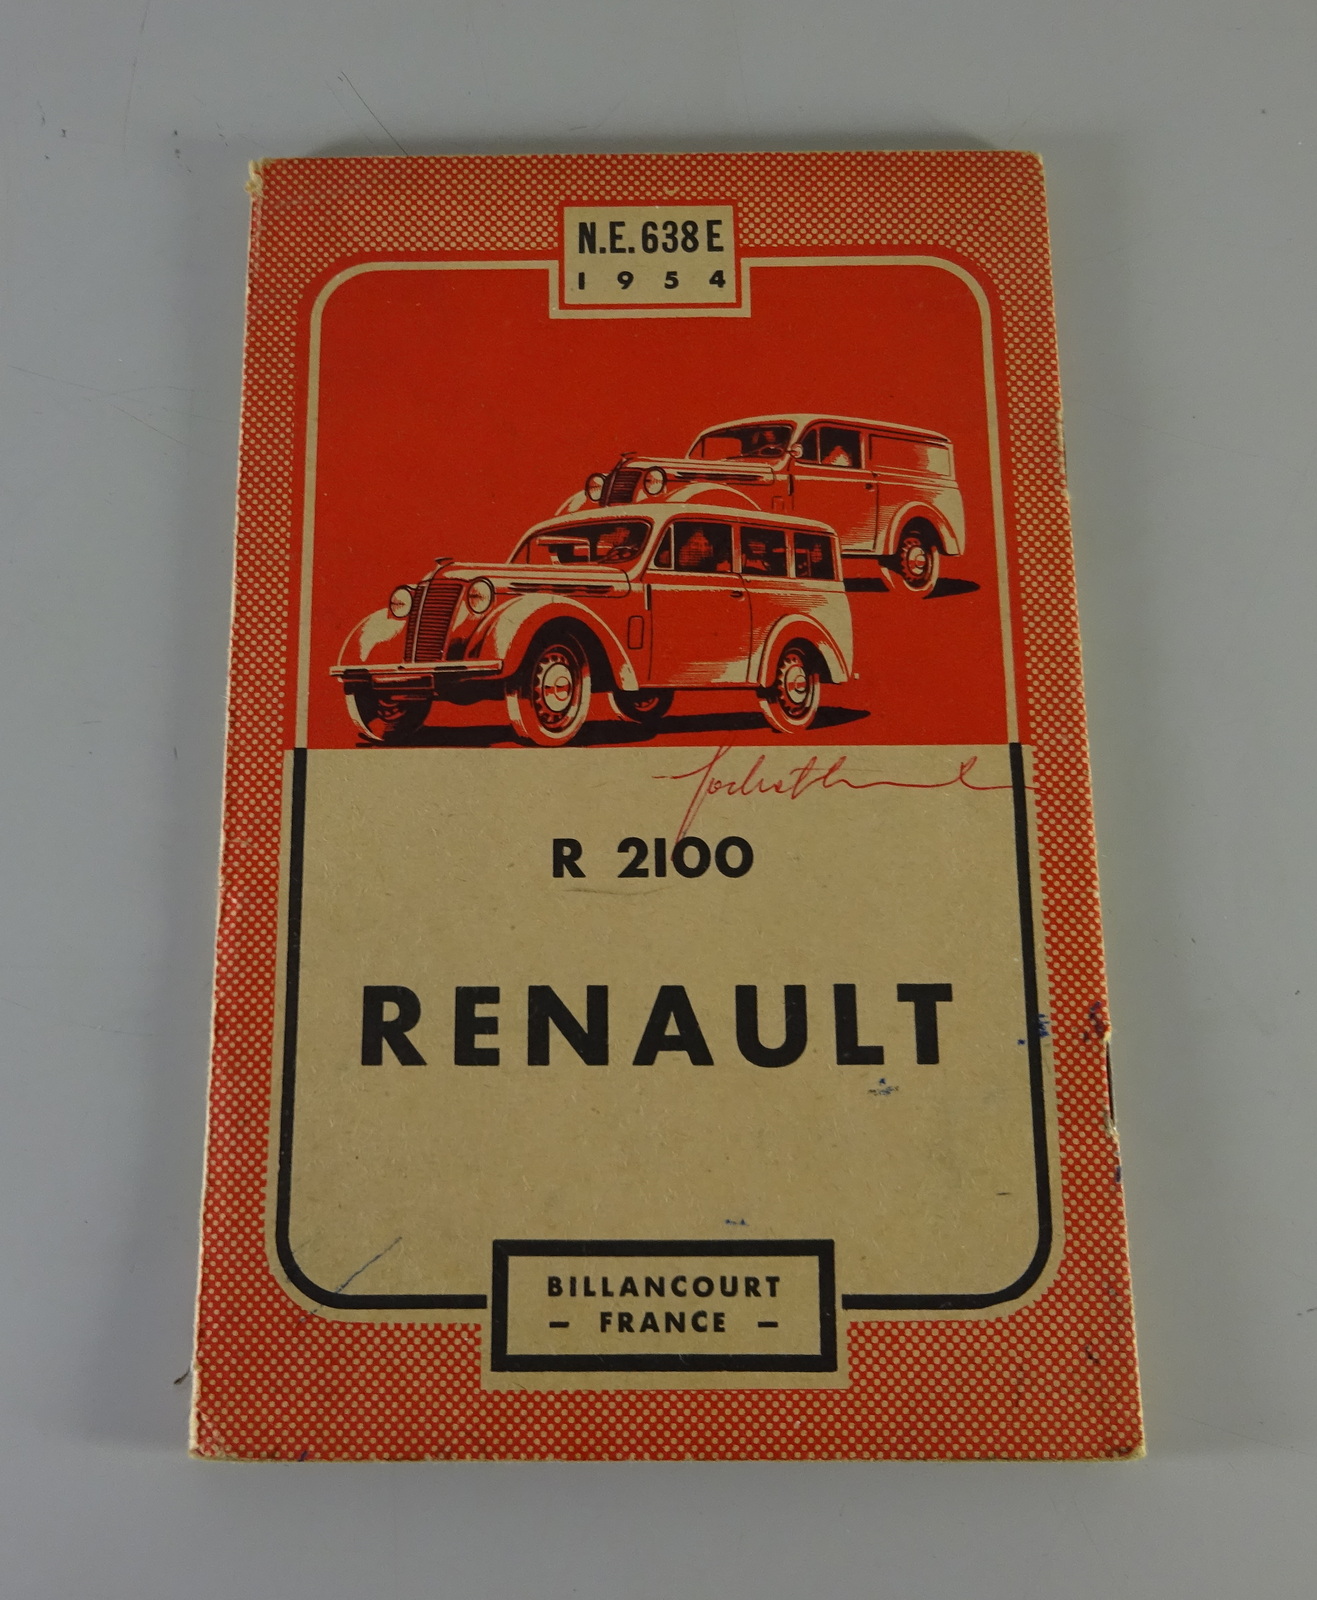 N.E. 638 E
1954
R 2100
RENAULT
BILLANCOURT
— FRANCE —